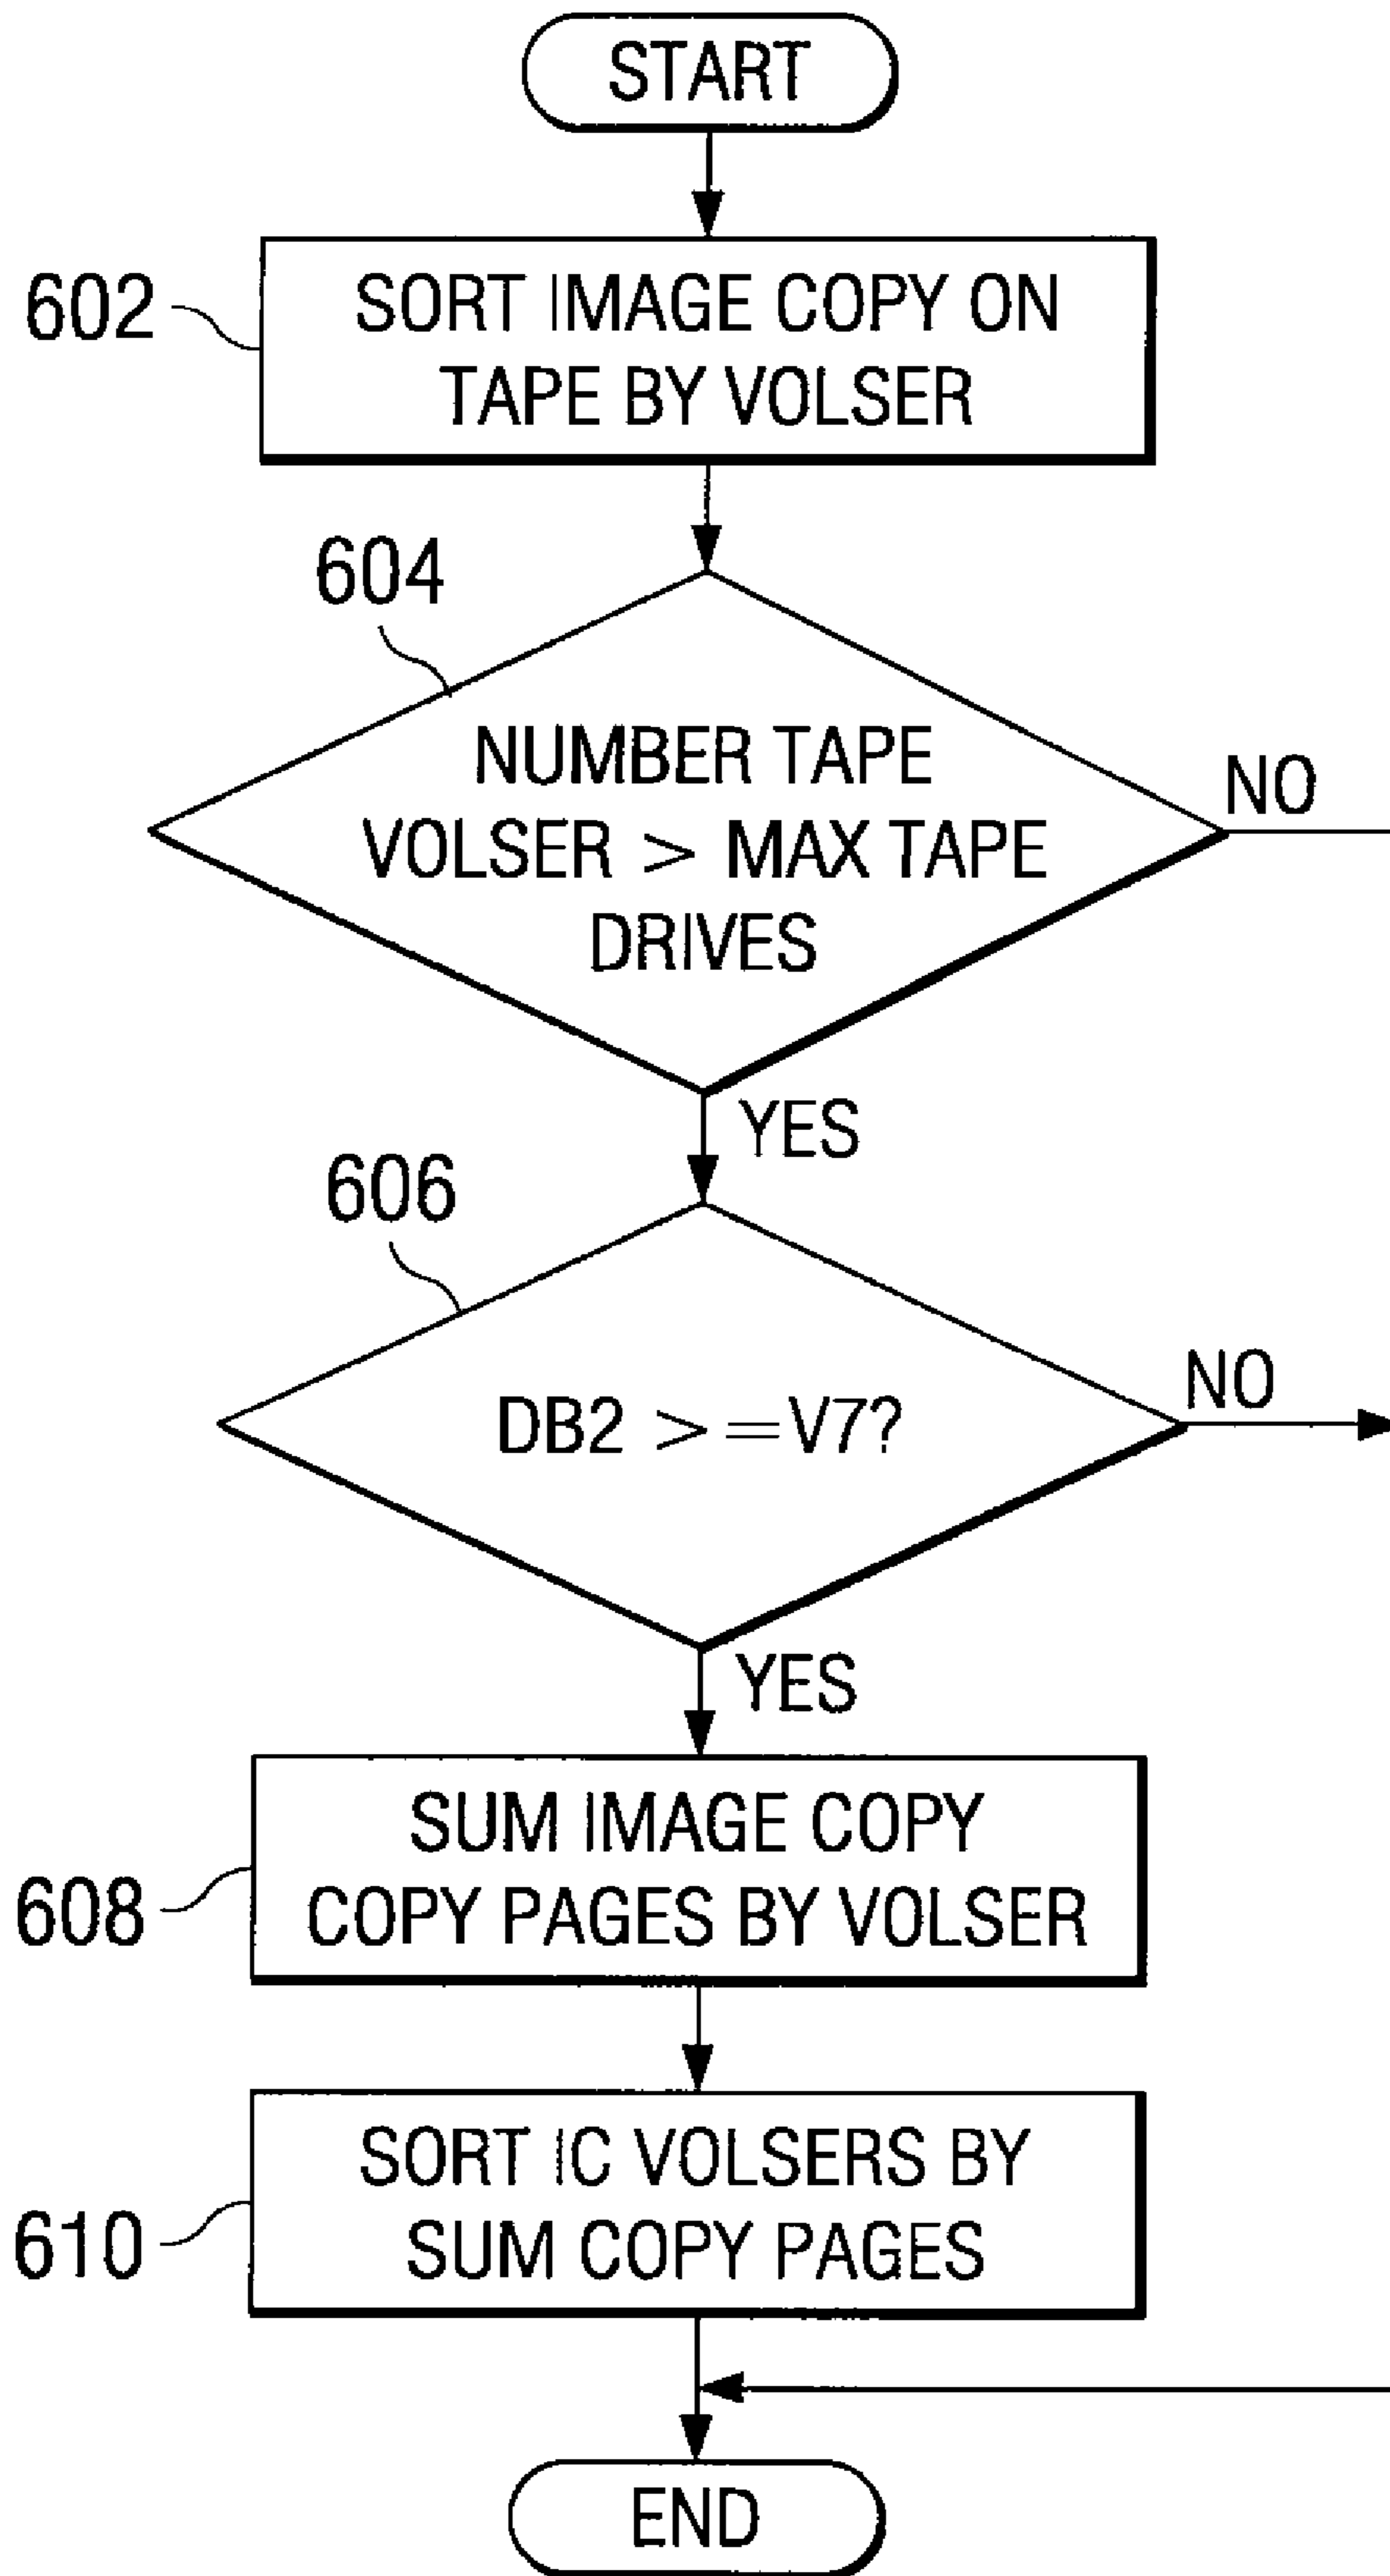 START
602
SORT IMAGE COPY ON
TAPE BY VOLSER
604
NUMBER TAPE
VOLSER > MAX TAPE
DRIVES
NO
YES
606
DB2 >=V7?
NO
YES
608
SUM IMAGE COPY
COPY PAGES BY VOLSER
610
SORT IC VOLSERS BY
SUM COPY PAGES
END